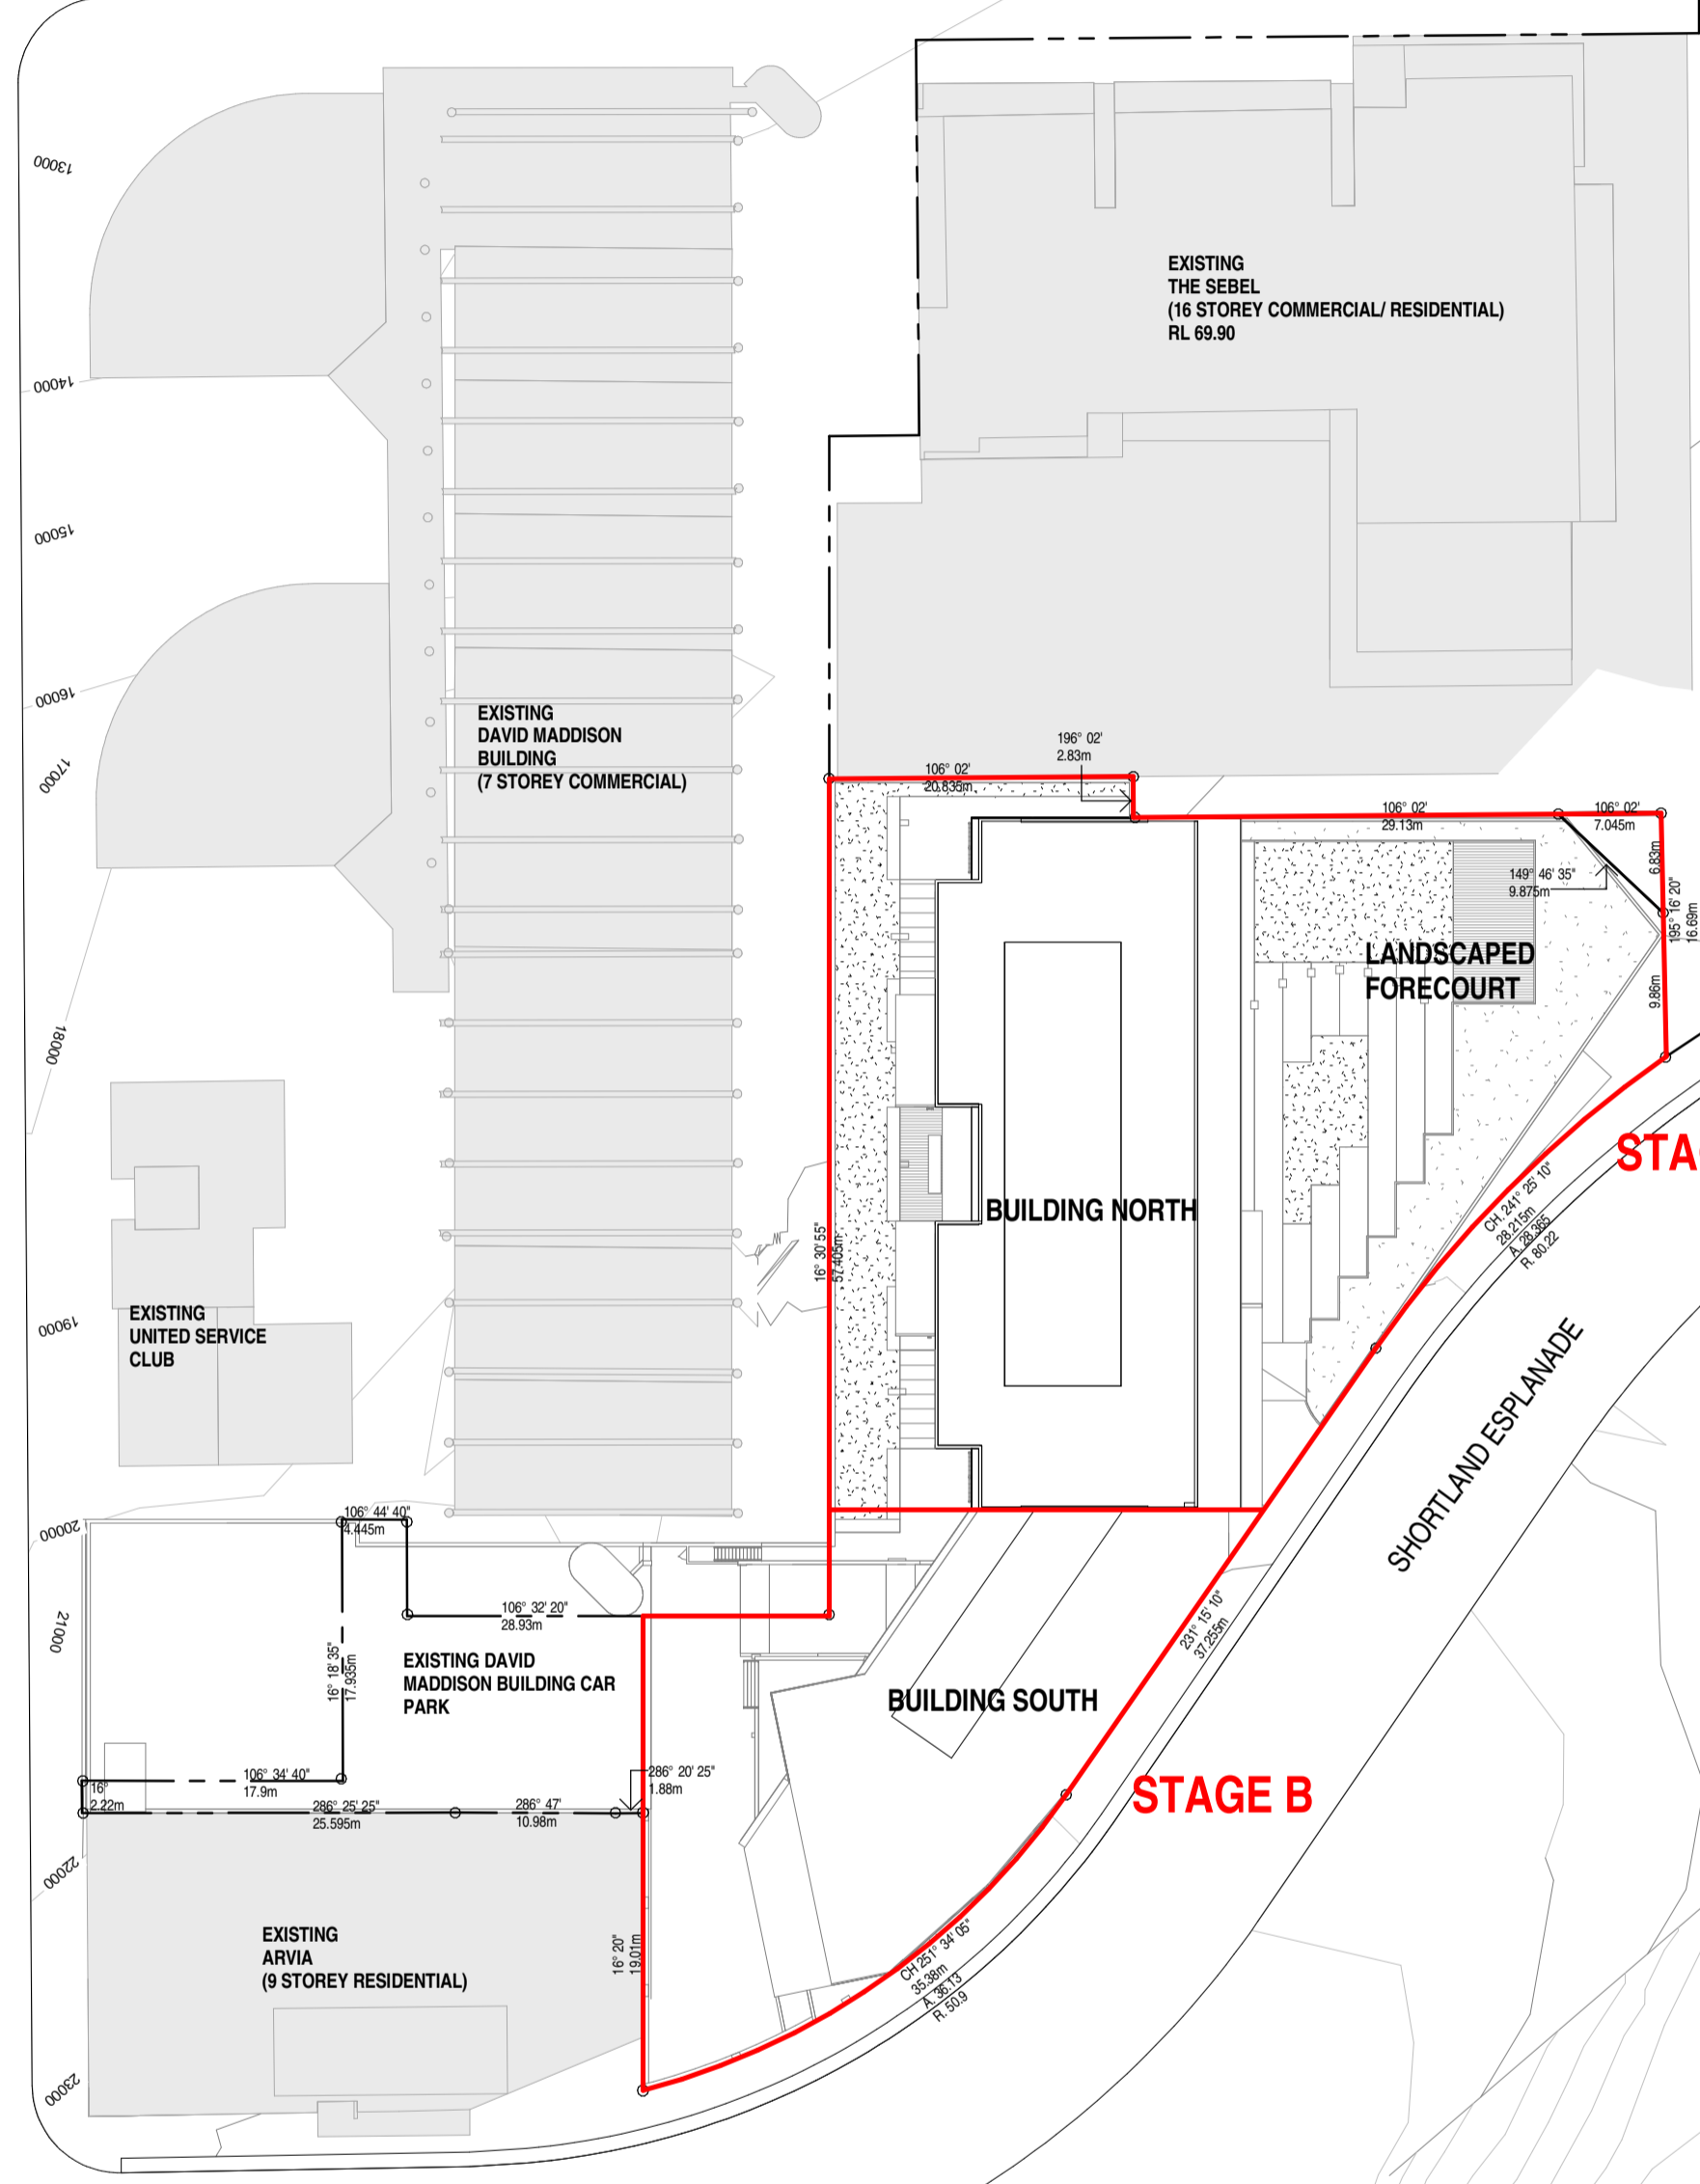 13000
14000
15000
16000
17000
18000
19000
20000
21000
22000
23000
EXISTING
THE SEBEL
(16 STOREY COMMERCIAL/ RESIDENTIAL)
RL 69.90
EXISTING
DAVID MADDISON
BUILDING
(7 STOREY COMMERCIAL)
196° 02'
2.83m
106° 02'
20.835m
106° 02'
29.13m
106° 02'
7.045m
149° 46' 35"
9.875m
6.83m
195° 16' 20"
16.69m
9.86m
LANDSCAPED
FORECOURT
STA
BUILDING NORTH
16° 30' 55"
57.405m
CH. 241° 25' 10"
28.215m
A. 28.365
R. 80.22
EXISTING
UNITED SERVICE
CLUB
SHORTLAND ESPLANADE
106° 44' 40"
4.445m
106° 32' 20"
28.93m
16° 18' 35"
17.935m
EXISTING DAVID
MADDISON BUILDING CAR
PARK
231° 15' 10"
37.255m
BUILDING SOUTH
STAGE B
106° 34' 40"
17.9m
16°
2.22m
286° 25' 25"
25.595m
286° 47'
10.98m
286° 20' 25"
1.88m
EXISTING
ARVIA
(9 STOREY RESIDENTIAL)
16° 20"
19.01m
CH 251° 34' 05"
35.38m
A. 36.13
R. 50.9